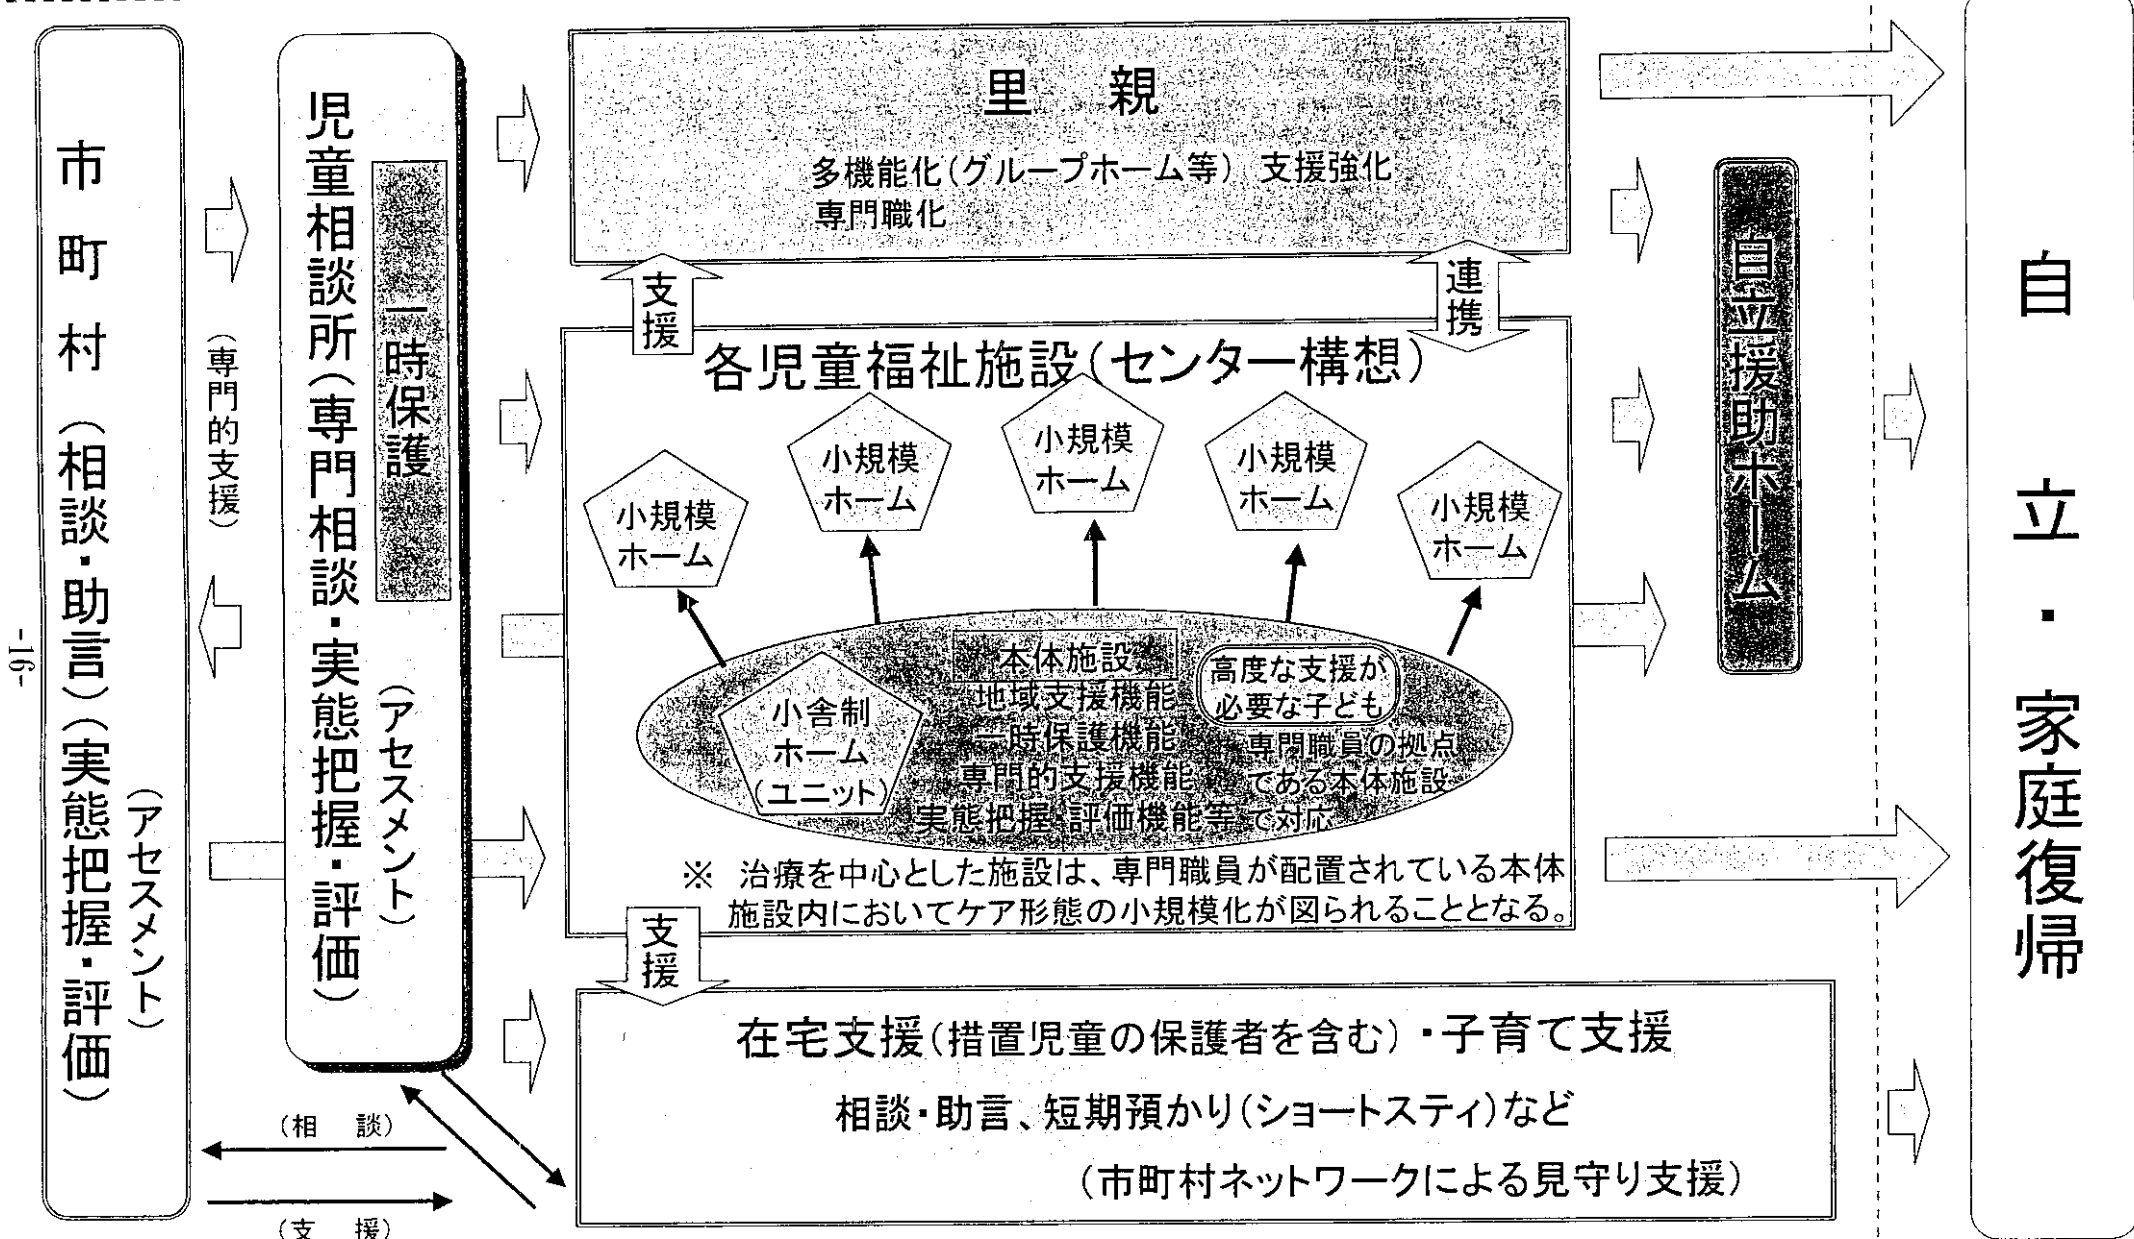 市町村(相談・助言)(実態把握・評価)
(アセスメント)
(専門的支援)
児童相談所(専門相談・実態把握・評価)
(アセスメント)
一時保護
(相 談)
(支 援)
里 親
多機能化(グループホーム等) 支援強化
専門職化
支援
連携
各児童福祉施設(センター構想)
小規模
ホーム
小規模
ホーム
小規模
ホーム
小規模
ホーム
小規模
ホーム
小舎制
ホーム
(ユニット)
本体施設
地域支援機能
一時保護機能
専門的支援機能
実態把握・評価機能等
高度な支援が
必要な子ども
専門職員の拠点
である本体施設
で対応
※ 治療を中心とした施設は、専門職員が配置されている本体
施設内においてケア形態の小規模化が図られることとなる。
支援
在宅支援(措置児童の保護者を含む)・子育て支援
相談・助言、短期預かり(ショートスティ)など
(市町村ネットワークによる見守り支援)
自立援助ホーム
自立・家庭復帰
-16-